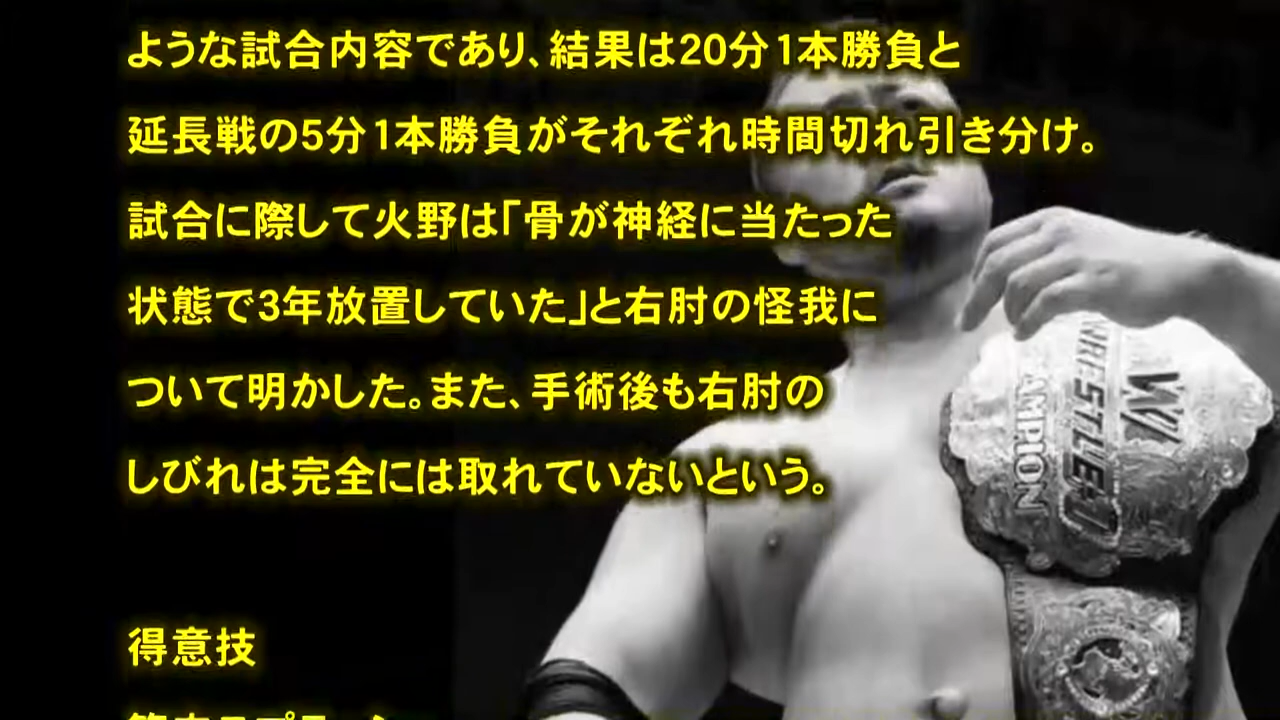 ような試合内容であり、結果は20分1本勝負と
延長戦の5分1本勝負がそれぞれ時間切れ引き分け。
試合に際して火野は「骨が神経に当たった
状態で3年放置していた」と右肘の怪我に
ついて明かした。また、手術後も右肘の
しびれは完全には取れていないという。
得意技
W
WRESTLE